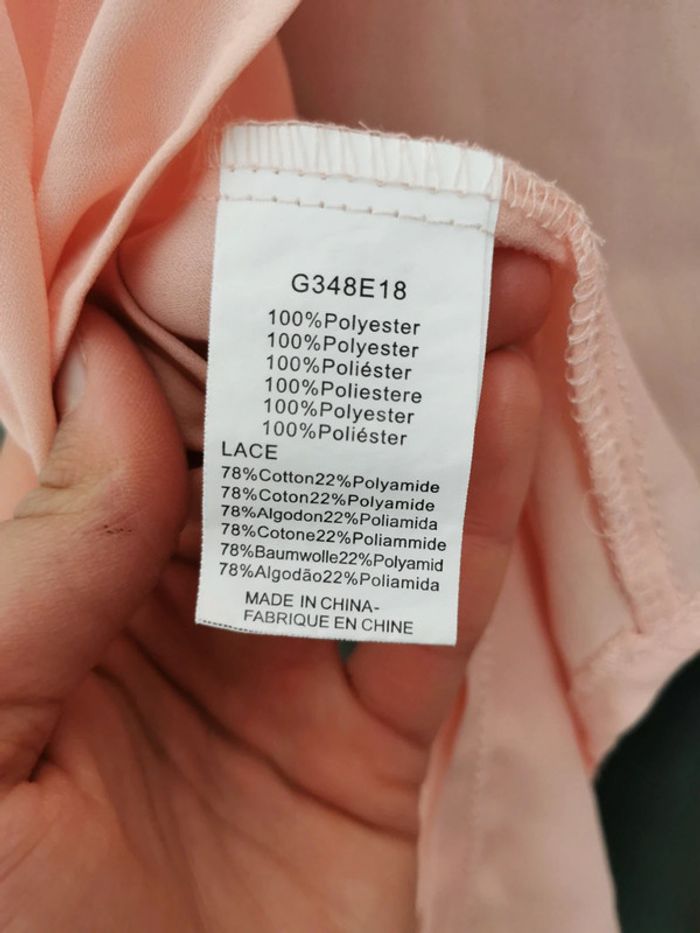 G348E18
100%Polyester
100%Polyester
100%Poliéster
100%Poliestere
100%Polyester
100%Poliéster
LACE
78%Cotton22%Polyamide
78%Coton22%Polyamide
78%Algodon22%Poliamida
78%Cotone22%Poliammide
78%Baumwolle22%Polyamid
78%Algodão22%Poliamida
MADE IN CHINA-
FABRIQUE EN CHINE